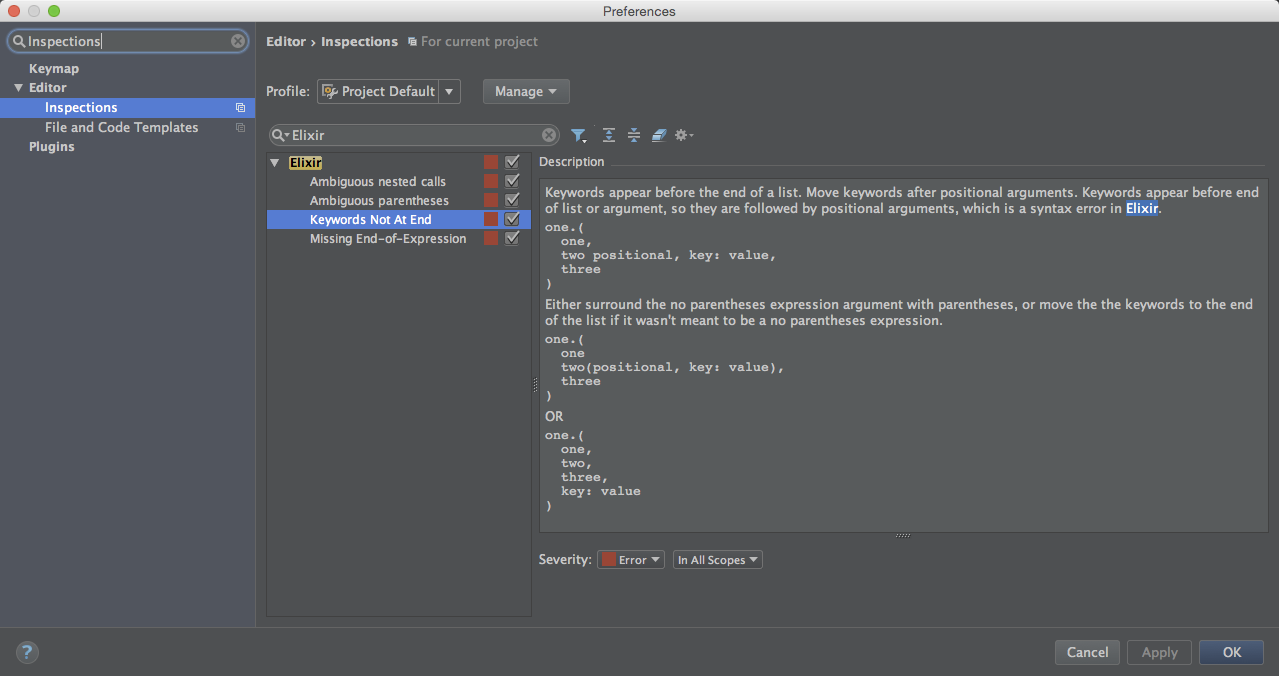 Preferences
Inspections
Keymap
Editor
Inspections
File and Code Templates
Plugins
Editor › Inspections For current project
Profile: Project Default Manage
Elixir
Elixir
Ambiguous nested calls
Ambiguous parentheses
Keywords Not At End
Missing End-of-Expression
Description
Keywords appear before the end of a list. Move keywords after positional arguments. Keywords appear before end
of list or argument, so they are followed by positional arguments, which is a syntax error in Elixir.
one.(
  one,
  two positional, key: value,
  three
)
Either surround the no parentheses expression argument with parentheses, or move the the keywords to the end
of the list if it wasn't meant to be a no parentheses expression.
one.(
  one
  two(positional, key: value),
  three
)
OR
one.(
  one,
  two,
  three,
  key: value
)
Severity: Error In All Scopes
?
Cancel Apply OK